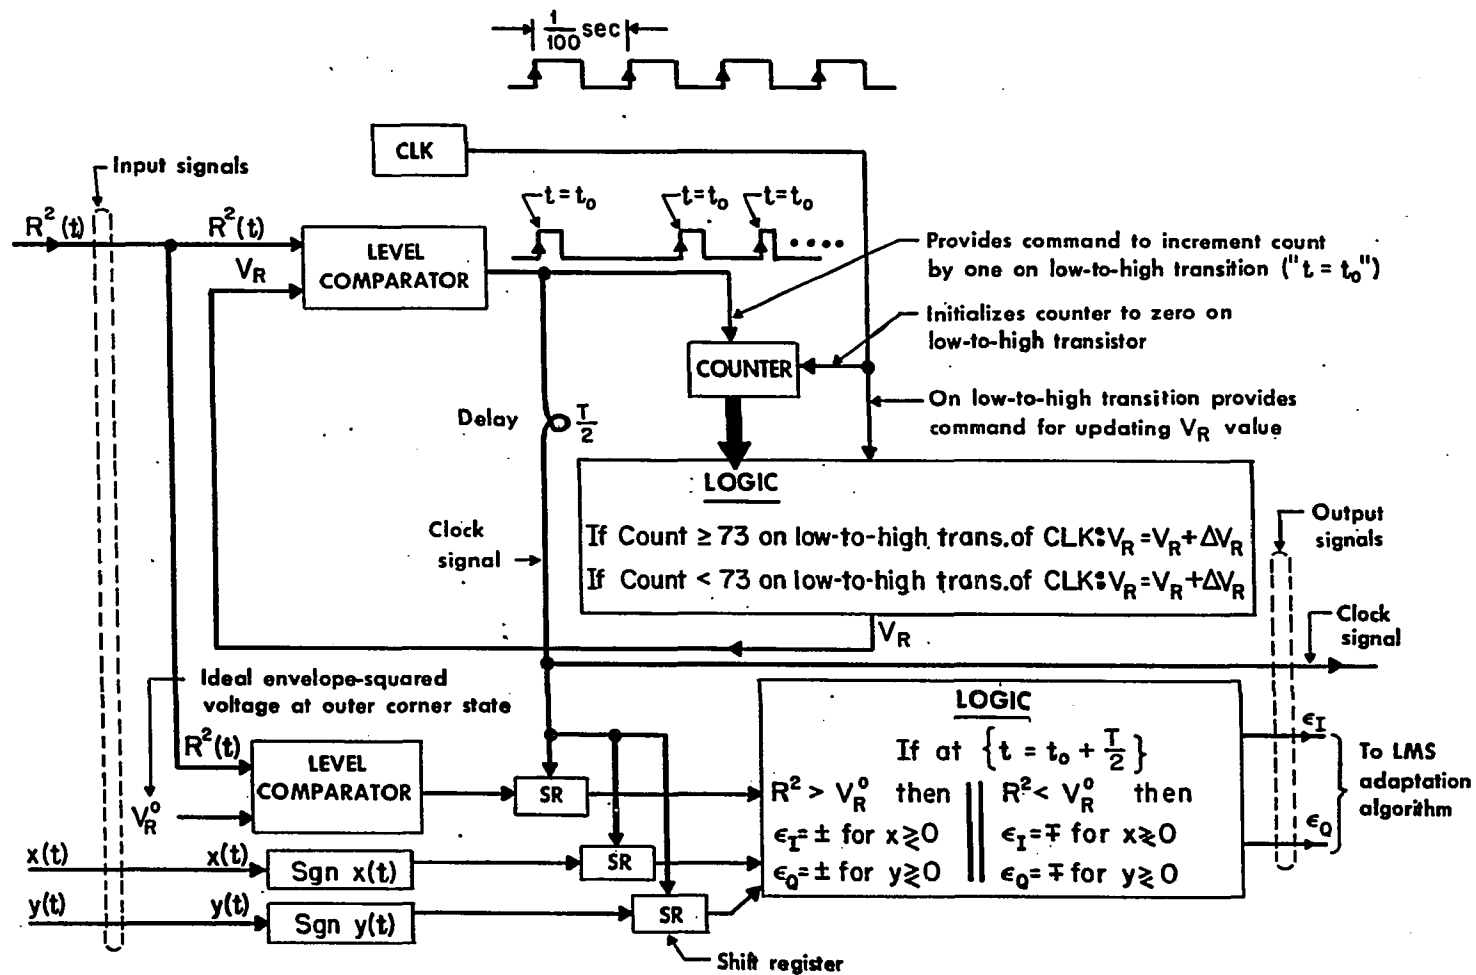 1/100 sec
CLK
Input signals
t = t₀
t = t₀
t = t₀
R²(t)
R²(t)
V_R
LEVEL
COMPARATOR
Provides command to increment count
by one on low-to-high transition ("t = t₀")
Initializes counter to zero on
low-to-high transistor
COUNTER
On low-to-high transition provides
command for updating V_R value
Delay
T/2
LOGIC
If Count ≥ 73 on low-to-high trans. of CLK: V_R = V_R + ΔV_R
If Count < 73 on low-to-high trans. of CLK: V_R = V_R + ΔV_R
Clock
signal
Output
signals
V_R
Clock
signal
Ideal envelope-squared
voltage at outer corner state
R²(t)
LEVEL
COMPARATOR
V_R⁰
SR
LOGIC
If at {t = t₀ + T/2}
R² > V_R⁰ then || R² < V_R⁰ then
ϵ_I = ± for x ≷ 0 ϵ_I = ∓ for x ≷ 0
ϵ_Q = ± for y ≷ 0 ϵ_Q = ∓ for y ≷ 0
ϵ_I
ϵ_Q
To LMS
adaptation
algorithm
x(t)
x(t)
Sgn x(t)
SR
y(t)
y(t)
Sgn y(t)
SR
Shift register